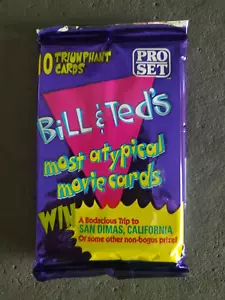 10 TRIUMPHANT
CARDS
PRO
SET
BiLL & TeD's
most atypical
movie cards
WIN
A Bodacious Trip to
SAN DIMAS, CALIFORNIA
Or some other non-bogus prize!